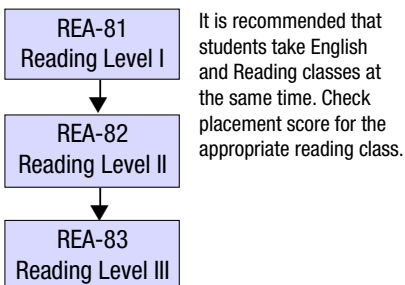 REA-81
Reading Level I
REA-82
Reading Level II
REA-83
Reading Level III
It is recommended that
students take English
and Reading classes at
the same time. Check
placement score for the
appropriate reading class.